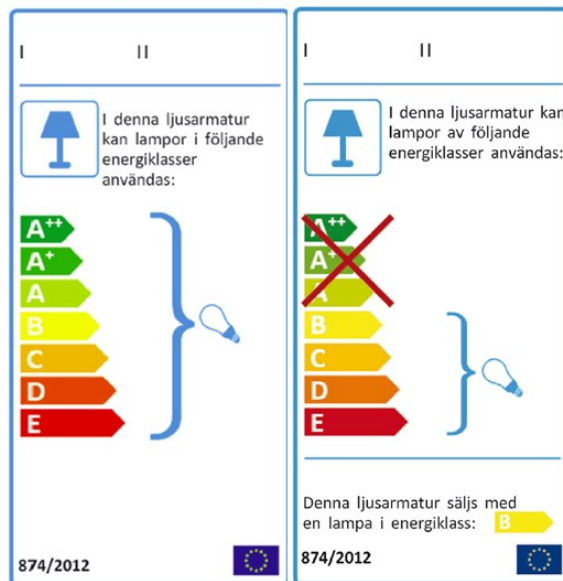 I II
I denna ljusarmatur
kan lampor i följande
energiklasser
användas:
A++
A+
A
B
C
D
E
874/2012
I II
I denna ljusarmatur kan
lampor av följande
energiklasser användas:
A++
A+
A
B
C
D
E
Denna ljusarmatur säljs med
en lampa i energiklass: B
874/2012